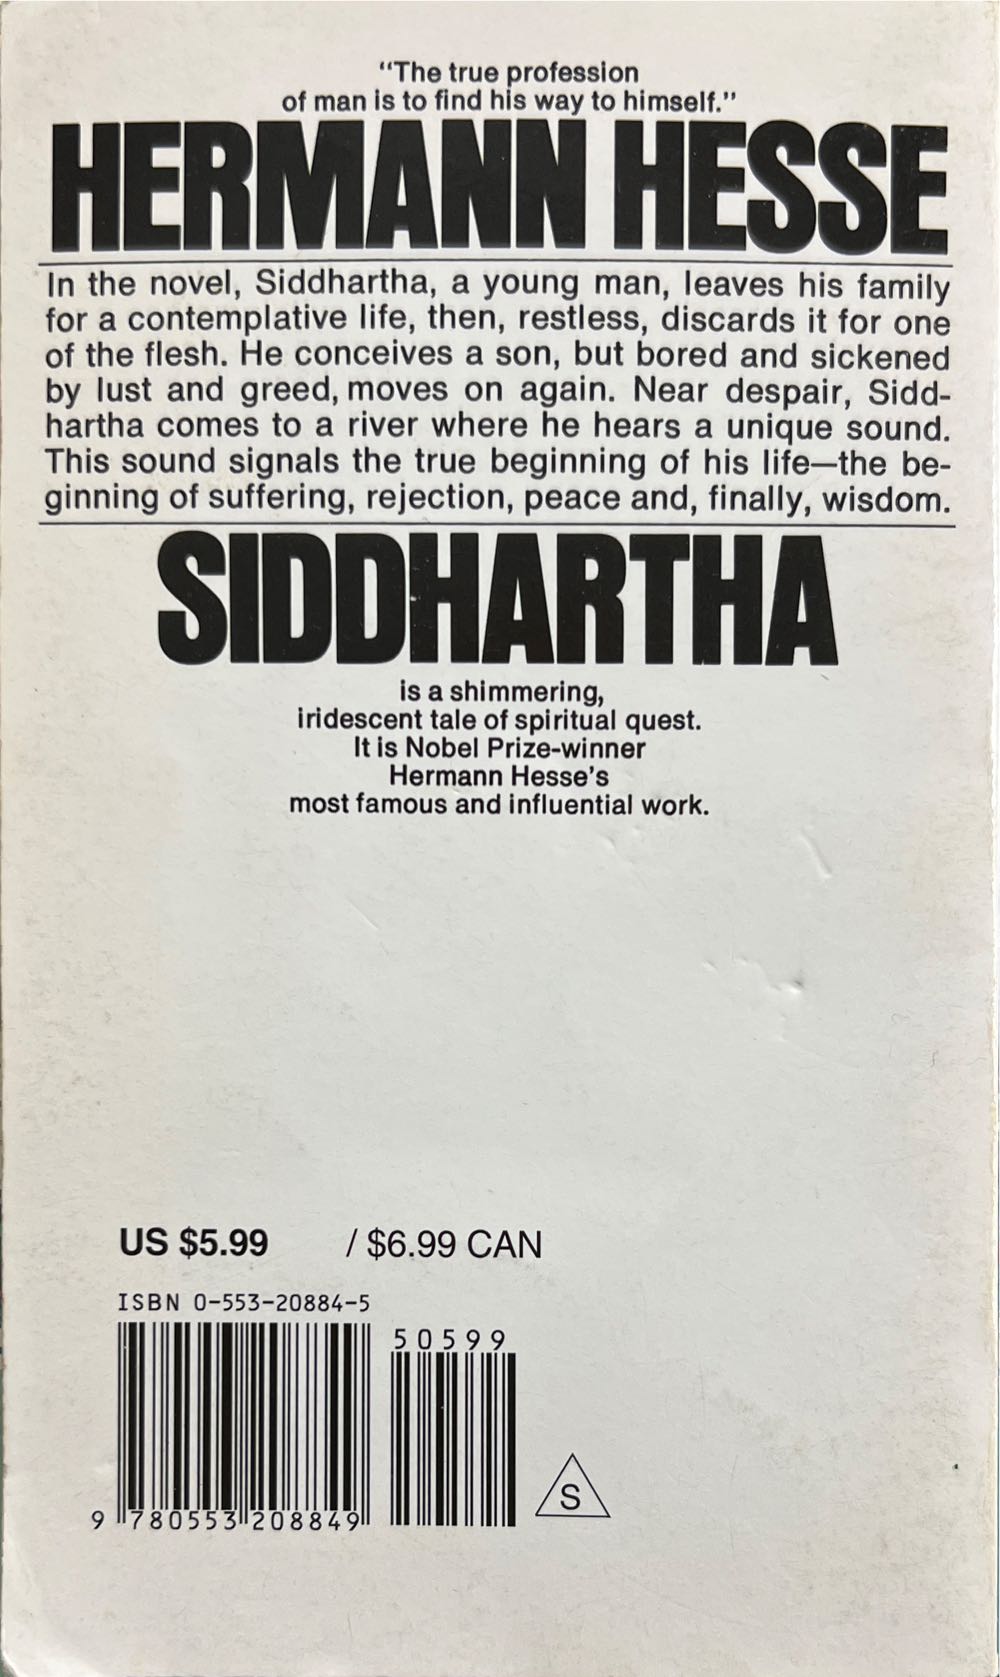 "The true profession
of man is to find his way to himself."
HERMANN HESSE
In the novel, Siddhartha, a young man, leaves his family
for a contemplative life, then, restless, discards it for one
of the flesh. He conceives a son, but bored and sickened
by lust and greed, moves on again. Near despair, Sidd-
hartha comes to a river where he hears a unique sound.
This sound signals the true beginning of his life—the be-
ginning of suffering, rejection, peace and, finally, wisdom.
SIDDHARTHA
is a shimmering,
iridescent tale of spiritual quest.
It is Nobel Prize-winner
Hermann Hesse's
most famous and influential work.
US $5.99 / $6.99 CAN
ISBN 0-553-20884-5
50599
9 780553 208849
S